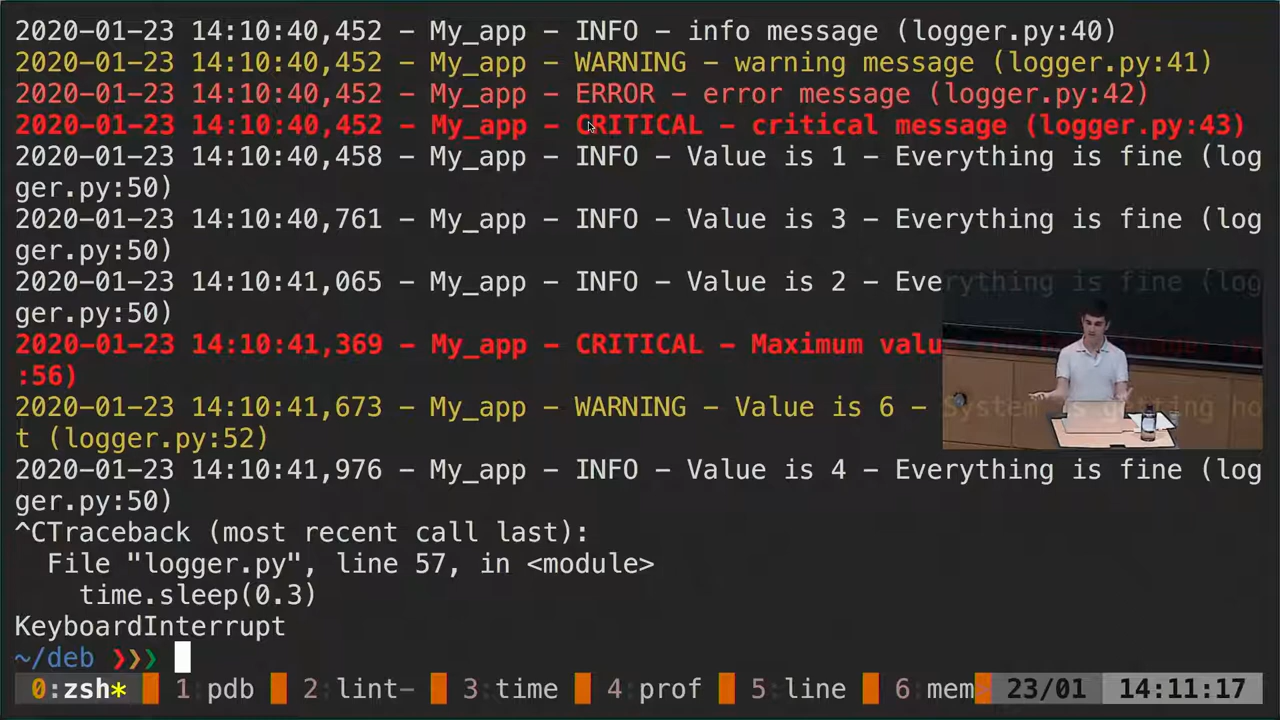 2020-01-23 14:10:40,452 - My_app - INFO - info message (logger.py:40)
2020-01-23 14:10:40,452 - My_app - WARNING - warning message (logger.py:41)
2020-01-23 14:10:40,452 - My_app - ERROR - error message (logger.py:42)
2020-01-23 14:10:40,452 - My_app - CRITICAL - critical message (logger.py:43)
2020-01-23 14:10:40,458 - My_app - INFO - Value is 1 - Everything is fine (log
ger.py:50)
2020-01-23 14:10:40,761 - My_app - INFO - Value is 3 - Everything is fine (log
ger.py:50)
2020-01-23 14:10:41,065 - My_app - INFO - Value is 2 - Everything is fine (log
ger.py:50)
2020-01-23 14:10:41,369 - My_app - CRITICAL - Maximum valu
:56)
2020-01-23 14:10:41,673 - My_app - WARNING - Value is 6 - System is getting ho
t (logger.py:52)
2020-01-23 14:10:41,976 - My_app - INFO - Value is 4 - Everything is fine (log
ger.py:50)
^CTraceback (most recent call last):
  File "logger.py", line 57, in <module>
    time.sleep(0.3)
KeyboardInterrupt
~/deb ❯❯❯
0:zsh* 1 pdb 2 lint- 3 time 4 prof 5 line 6 mem 23/01 14:11:17